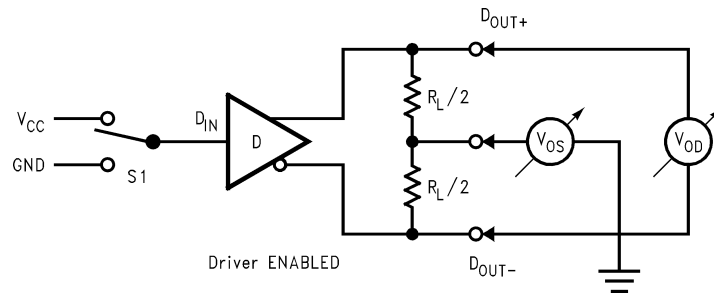 DOUT+
VCC
DIN
D
RL/2
VOS
VOD
GND
S1
RL/2
Driver ENABLED
DOUT-